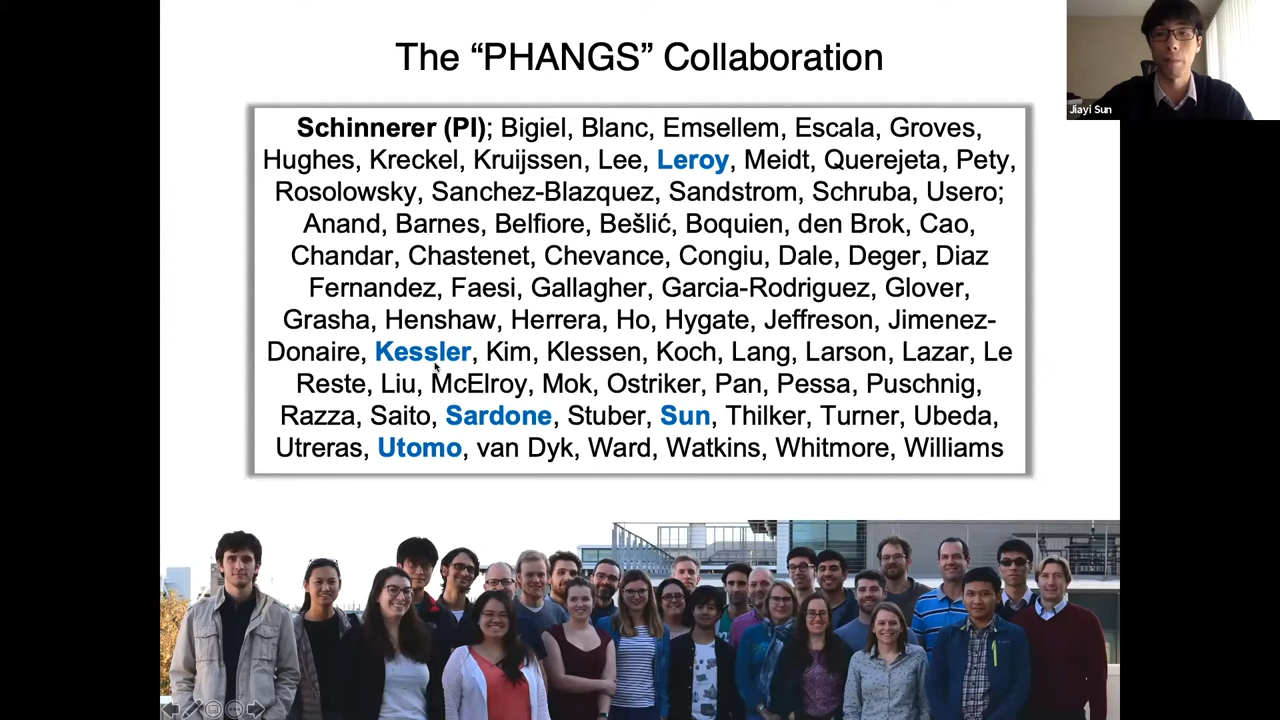 The “PHANGS” Collaboration
Schinnerer (PI); Bigiel, Blanc, Emsellem, Escala, Groves,
Hughes, Kreckel, Kruijssen, Lee, Leroy, Meidt, Querejeta, Pety,
Rosolowsky, Sanchez-Blazquez, Sandstrom, Schruba, Usero;
Anand, Barnes, Belfiore, Bešlić, Boquien, den Brok, Cao,
Chandar, Chastenet, Chevance, Congiu, Dale, Deger, Diaz
Fernandez, Faesi, Gallagher, Garcia-Rodriguez, Glover,
Grasha, Henshaw, Herrera, Ho, Hygate, Jeffreson, Jimenez-
Donaire, Kessler, Kim, Klessen, Koch, Lang, Larson, Lazar, Le
Reste, Liu, McElroy, Mok, Ostriker, Pan, Pessa, Puschnig,
Razza, Saito, Sardone, Stuber, Sun, Thilker, Turner, Ubeda,
Utreras, Utomo, van Dyk, Ward, Watkins, Whitmore, Williams
Jiayi Sun